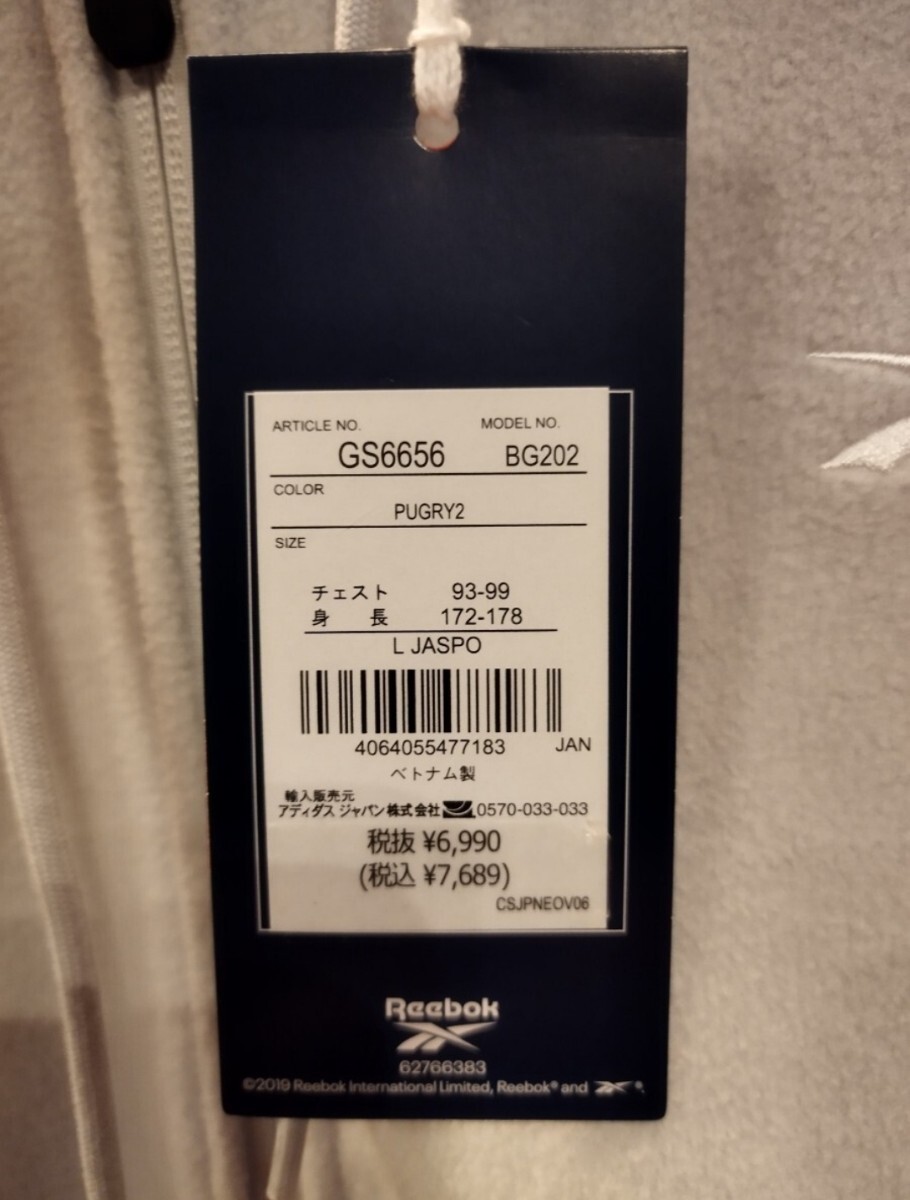 ARTICLE NO. MODEL NO.
GS6656 BG202
COLOR
PUGRY2
SIZE
チェスト 93-99
身 長 172-178
L JASPO
4064055477183 JAN
ベトナム製
輸入販売元
アディダス ジャパン株式会社 0570-033-033
税抜 ¥6,990
(税込 ¥7,689)
CSJPNEOV06
Reebok
62766383
©2019 Reebok International Limited, Reebok® and ®.